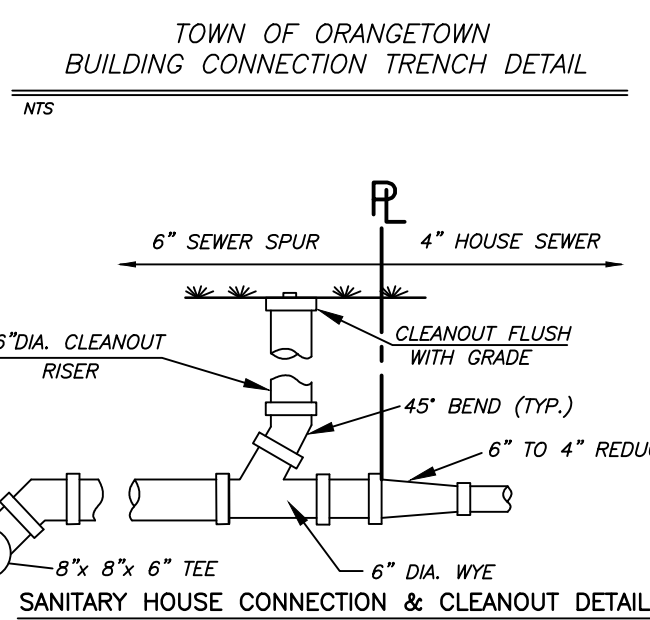 TOWN OF ORANGETOWN
BUILDING CONNECTION TRENCH DETAIL
NTS
PL
6" SEWER SPUR
4" HOUSE SEWER
6"DIA. CLEANOUT
RISER
CLEANOUT FLUSH
WITH GRADE
45° BEND (TYP.)
6" TO 4"
8"x 8"x 6" TEE
6" DIA. WYE
SANITARY HOUSE CONNECTION & CLEANOUT DETAIL